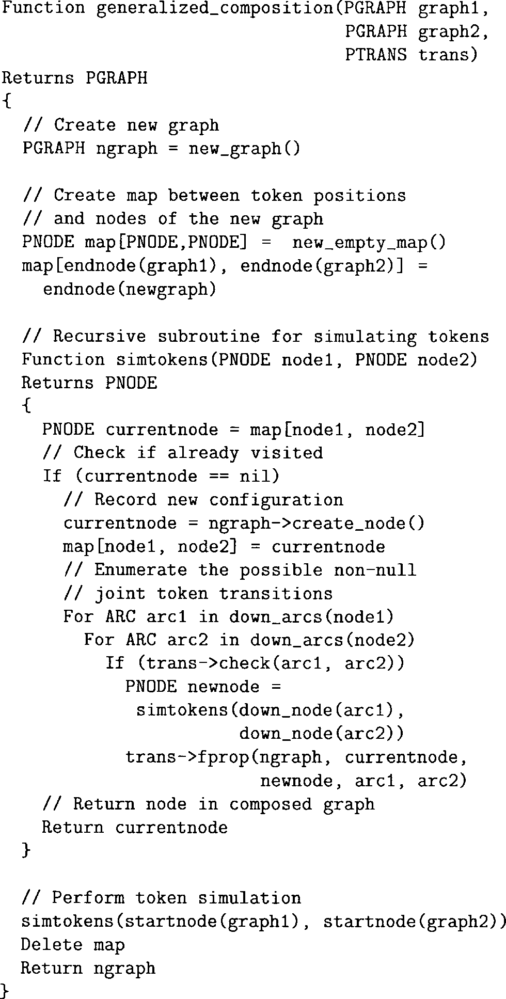 Function generalized_composition(PGRAPH graph1,
                                 PGRAPH graph2,
                                 PTRANS trans)
Returns PGRAPH
{
  // Create new graph
  PGRAPH ngraph = new_graph()

  // Create map between token positions
  // and nodes of the new graph
  PNODE map[PNODE,PNODE] =  new_empty_map()
  map[endnode(graph1), endnode(graph2)] =
    endnode(newgraph)

  // Recursive subroutine for simulating tokens
  Function simtokens(PNODE node1, PNODE node2)
  Returns PNODE
  {
    PNODE currentnode = map[node1, node2]
    // Check if already visited
    If (currentnode == nil)
      // Record new configuration
      currentnode = ngraph->create_node()
      map[node1, node2] = currentnode
      // Enumerate the possible non-null
      // joint token transitions
      For ARC arc1 in down_arcs(node1)
        For ARC arc2 in down_arcs(node2)
          If (trans->check(arc1, arc2))
            PNODE newnode =
             simtokens(down_node(arc1),
                       down_node(arc2))
            trans->fprop(ngraph, currentnode,
                         newnode, arc1, arc2)
    // Return node in composed graph
    Return currentnode
  }

  // Perform token simulation
  simtokens(startnode(graph1), startnode(graph2))
  Delete map
  Return ngraph
}